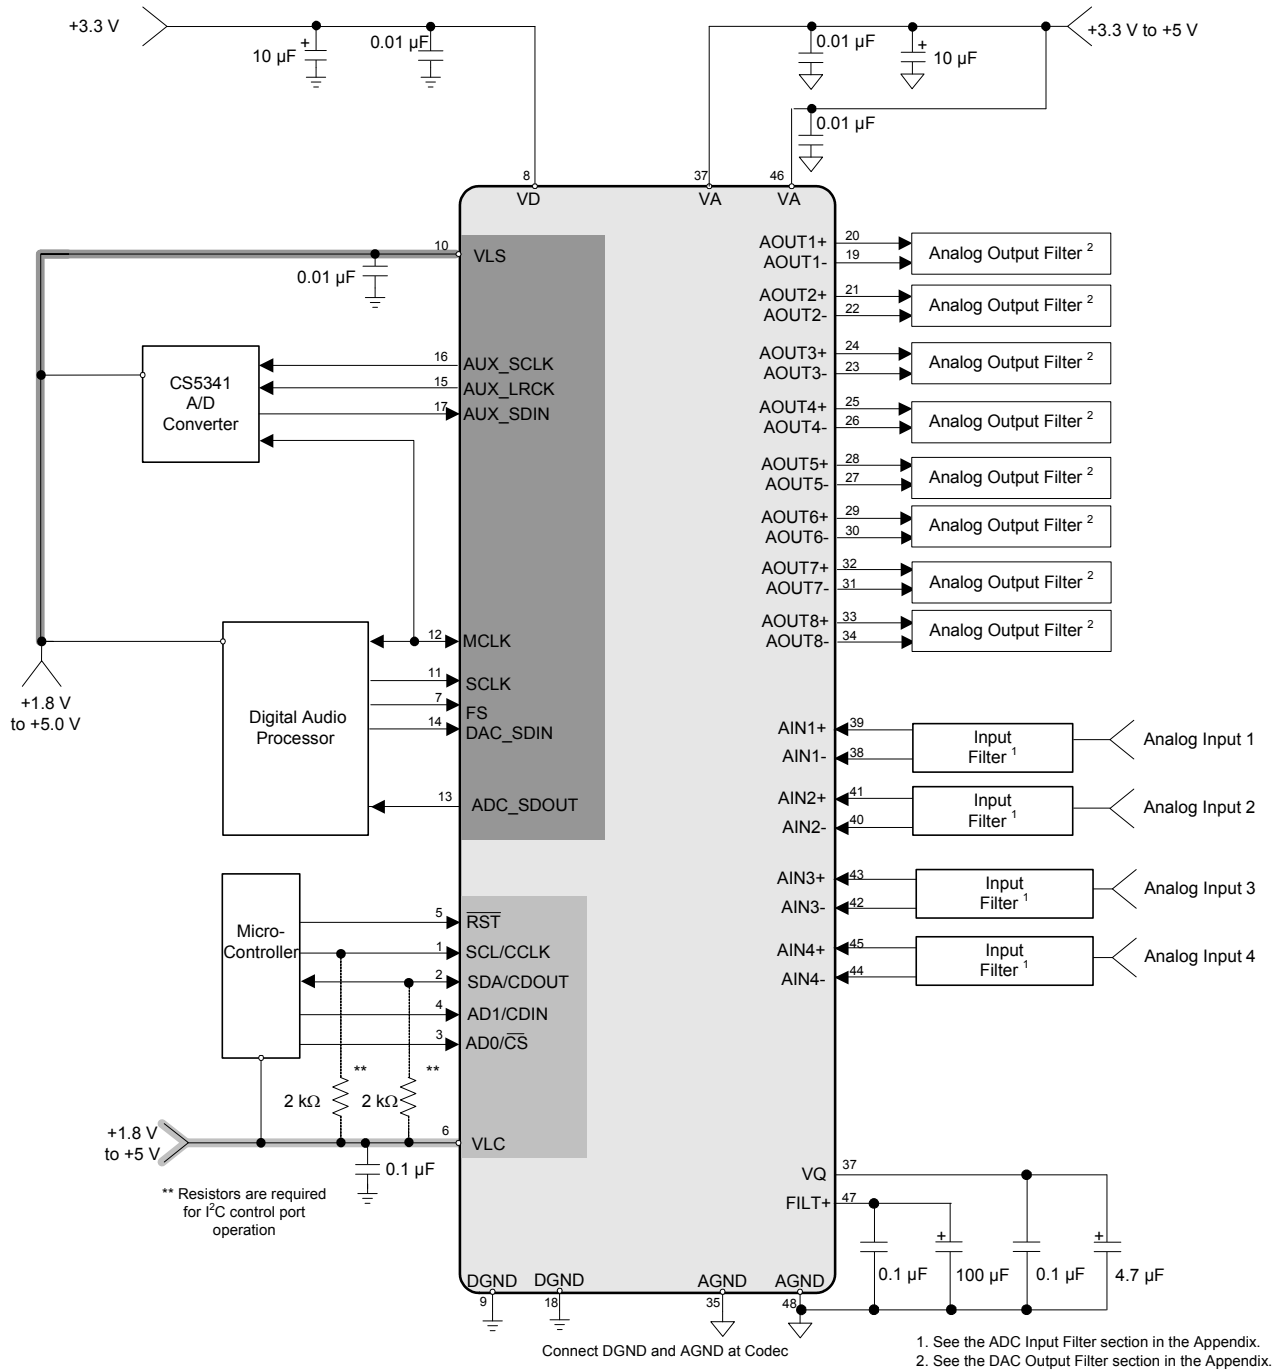 +3.3 V
10 µF
+
0.01 µF
0.01 µF
+
10 µF
+3.3 V to +5 V
0.01 µF
8
VD
37
VA
46
VA
10
VLS
0.01 µF
CS5341
A/D
Converter
16
AUX_SCLK
15
AUX_LRCK
17
AUX_SDIN
+1.8 V
to +5.0 V
Digital Audio
Processor
12
MCLK
11
SCLK
7
FS
14
DAC_SDIN
13
ADC_SDOUT
Micro-
Controller
5
RST
1
SCL/CCLK
2
SDA/CDOUT
4
AD1/CDIN
3
AD0/CS
**
**
2 kΩ
2 kΩ
+1.8 V
to +5 V
6
VLC
0.1 µF
** Resistors are required
for I2C control port
operation
AOUT1+
20
AOUT1-
19
Analog Output Filter 2
AOUT2+
21
AOUT2-
22
Analog Output Filter 2
AOUT3+
24
AOUT3-
23
Analog Output Filter 2
AOUT4+
25
AOUT4-
26
Analog Output Filter 2
AOUT5+
28
AOUT5-
27
Analog Output Filter 2
AOUT6+
29
AOUT6-
30
Analog Output Filter 2
AOUT7+
32
AOUT7-
31
Analog Output Filter 2
AOUT8+
33
AOUT8-
34
Analog Output Filter 2
AIN1+
39
AIN1-
38
Input
Filter 1
Analog Input 1
AIN2+
41
AIN2-
40
Input
Filter 1
Analog Input 2
AIN3+
43
AIN3-
42
Input
Filter 1
Analog Input 3
AIN4+
45
AIN4-
44
Input
Filter 1
Analog Input 4
VQ
37
FILT+
47
0.1 µF
+
100 µF
0.1 µF
+
4.7 µF
DGND
9
DGND
18
AGND
35
AGND
48
Connect DGND and AGND at Codec
1. See the ADC Input Filter section in the Appendix.
2. See the DAC Output Filter section in the Appendix.